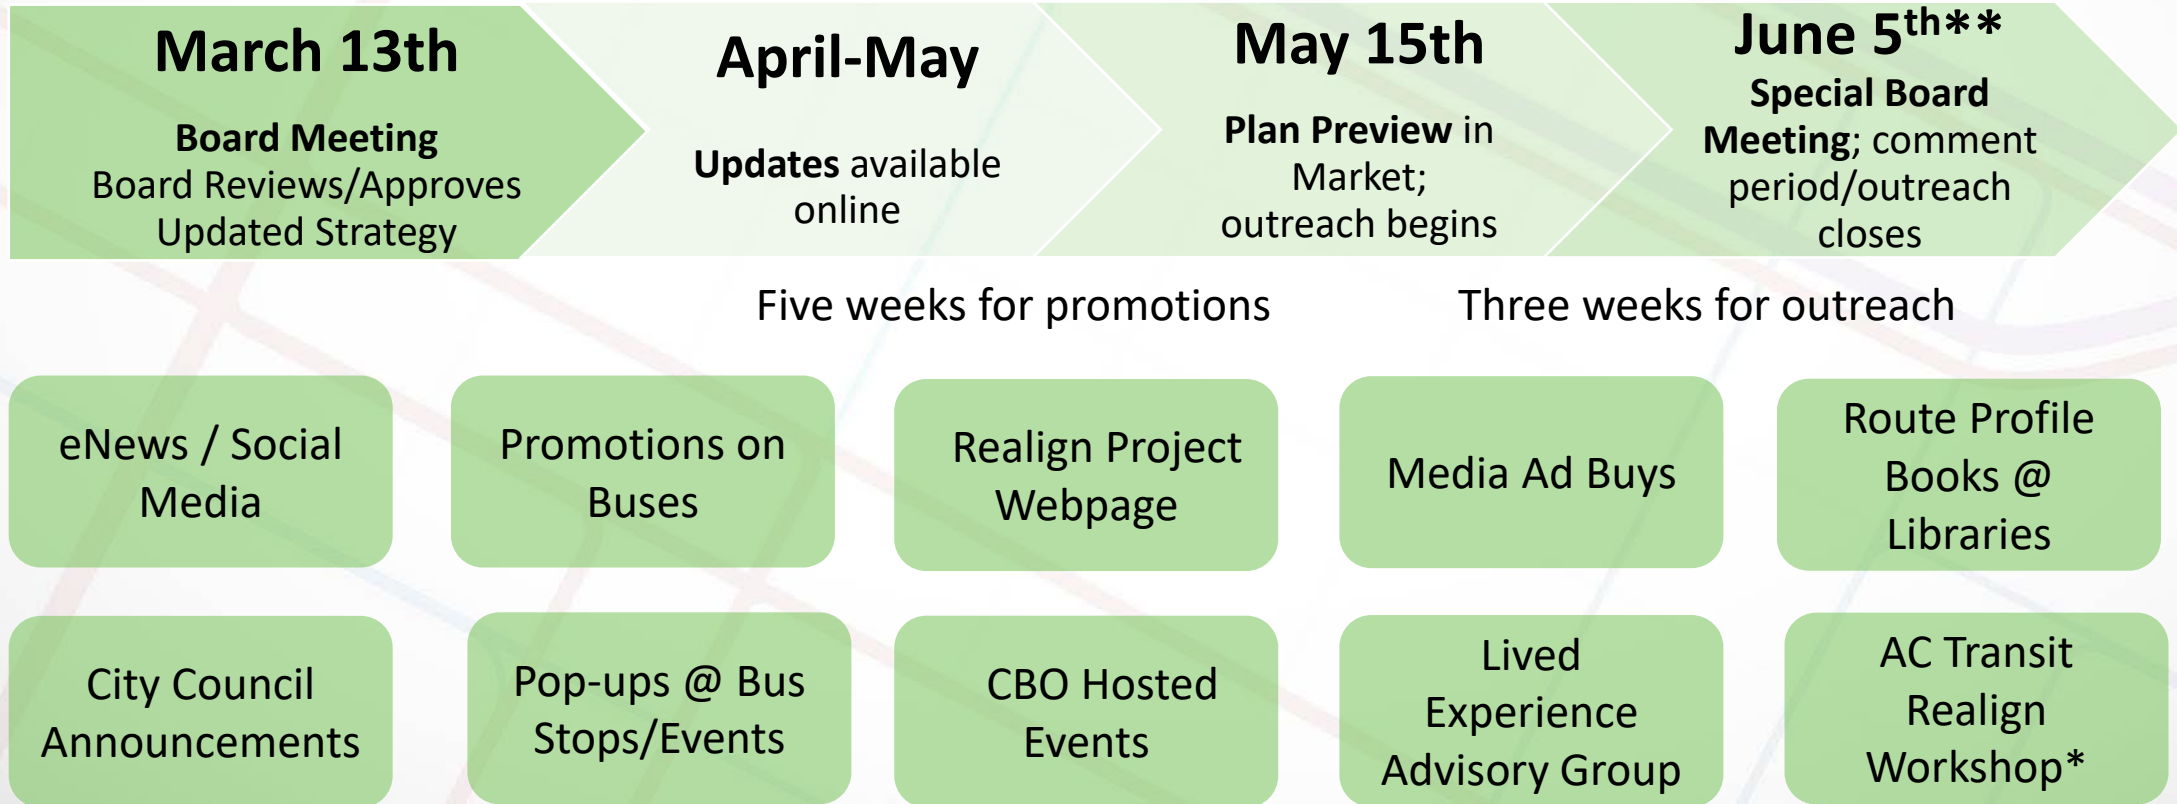 March 13th
Board Meeting
Board Reviews/Approves
Updated Strategy
April-May
Updates available
online
May 15th
Plan Preview in
Market;
outreach begins
June 5th**
Special Board
Meeting; comment
period/outreach
closes
Five weeks for promotions
Three weeks for outreach
eNews / Social
Media
Promotions on
Buses
Realign Project
Webpage
Media Ad Buys
Route Profile
Books @
Libraries
City Council
Announcements
Pop-ups @ Bus
Stops/Events
CBO Hosted
Events
Lived
Experience
Advisory Group
AC Transit
Realign
Workshop*